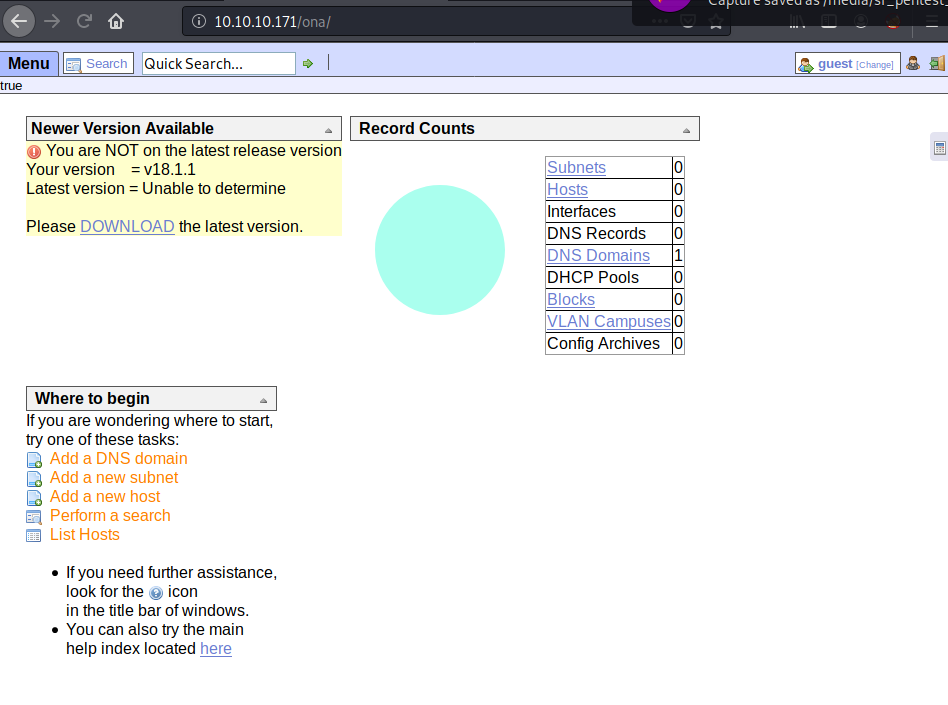 Capture saved as /media/sf_pentest_
10.10.10.171/ona/
Menu
Search
Quick Search...
guest [Change]
true
Newer Version Available
You are NOT on the latest release version
Your version = v18.1.1
Latest version = Unable to determine
Please DOWNLOAD the latest version.
Record Counts
Subnets 0
Hosts 0
Interfaces 0
DNS Records 0
DNS Domains 1
DHCP Pools 0
Blocks 0
VLAN Campuses 0
Config Archives 0
Where to begin
If you are wondering where to start,
try one of these tasks:
Add a DNS domain
Add a new subnet
Add a new host
Perform a search
List Hosts
• If you need further assistance,
look for the ? icon
in the title bar of windows.
• You can also try the main
help index located here